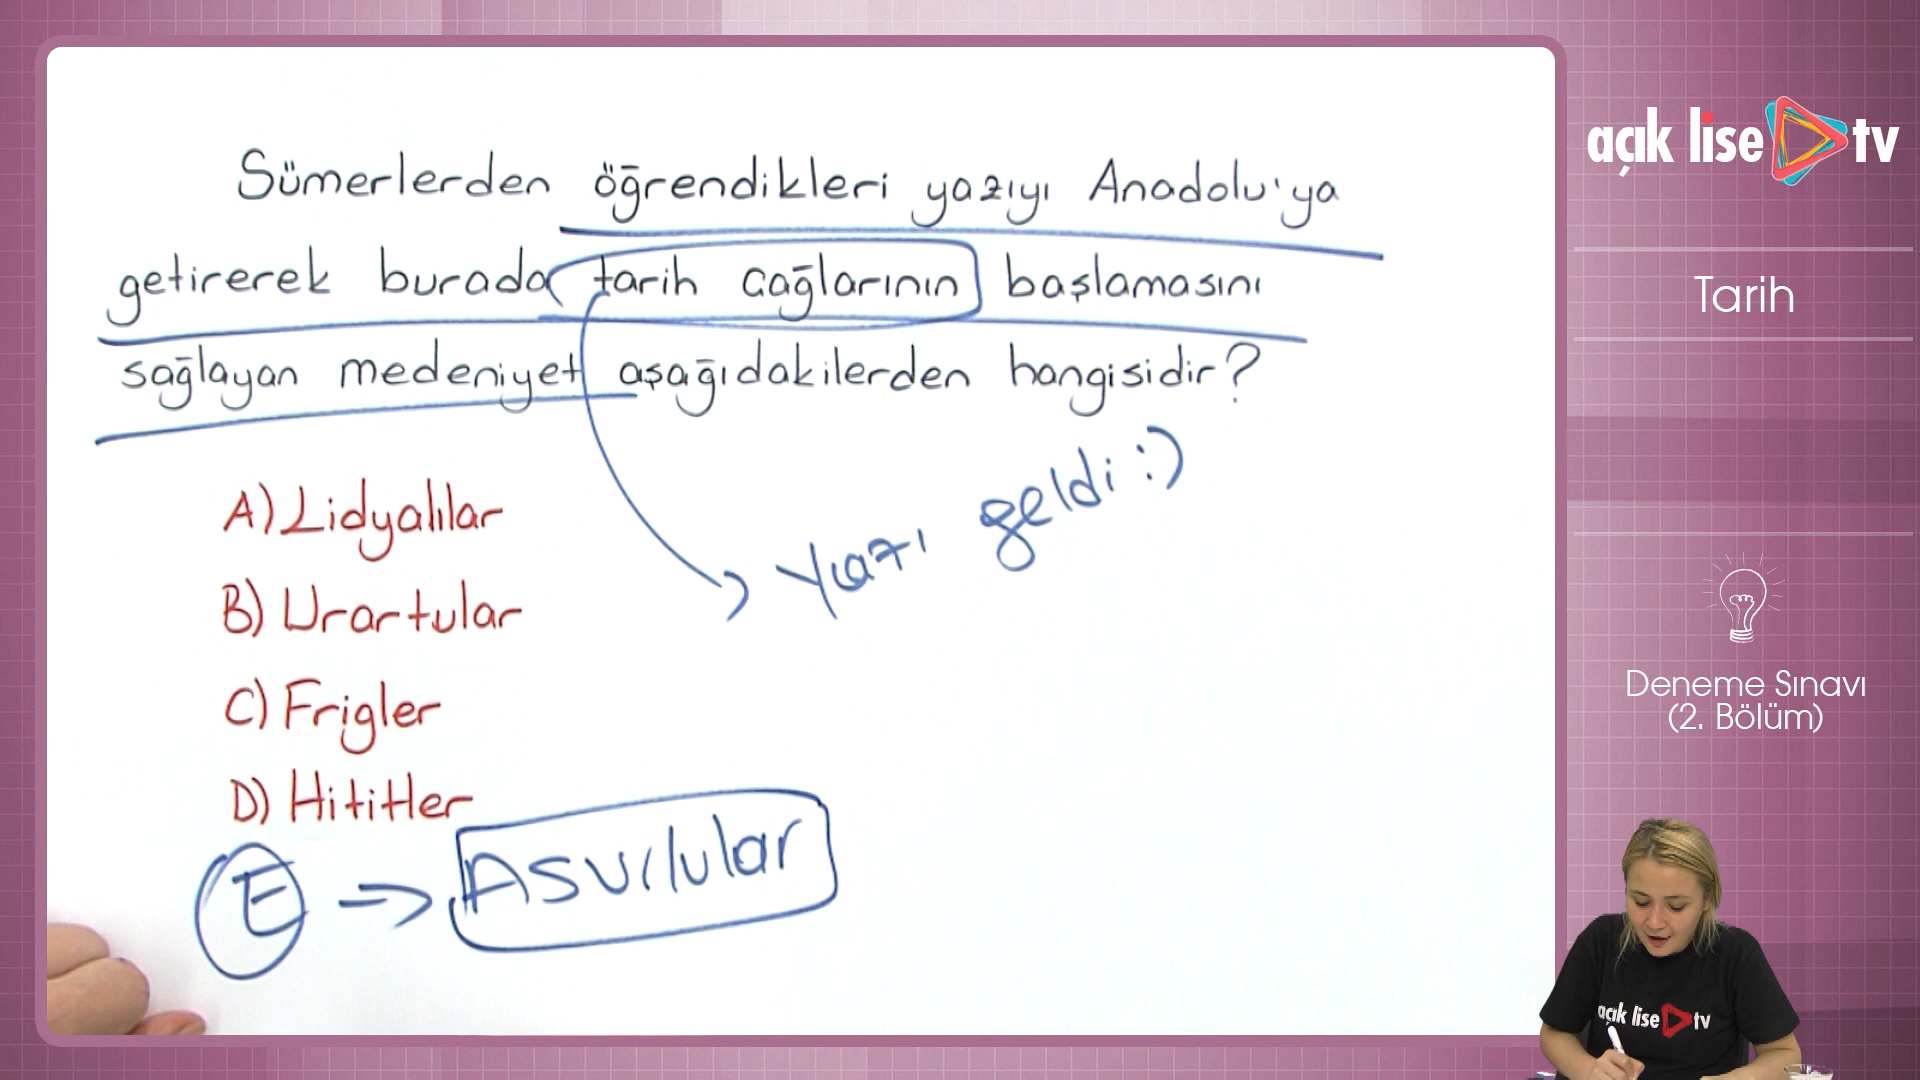 Sümerlerden öğrendikleri yazıyı Anadolu'ya
getirerek burada tarih çağlarının başlamasını
sağlayan medeniyet aşağıdakilerden hangisidir?
A) Lidyalılar
B) Urartular
C) Frigler
D) Hititler
E → Asurlular
Yazı geldi :)
açık lise tv
Tarih
Deneme Sınavı
(2. Bölüm)
açık lise tv